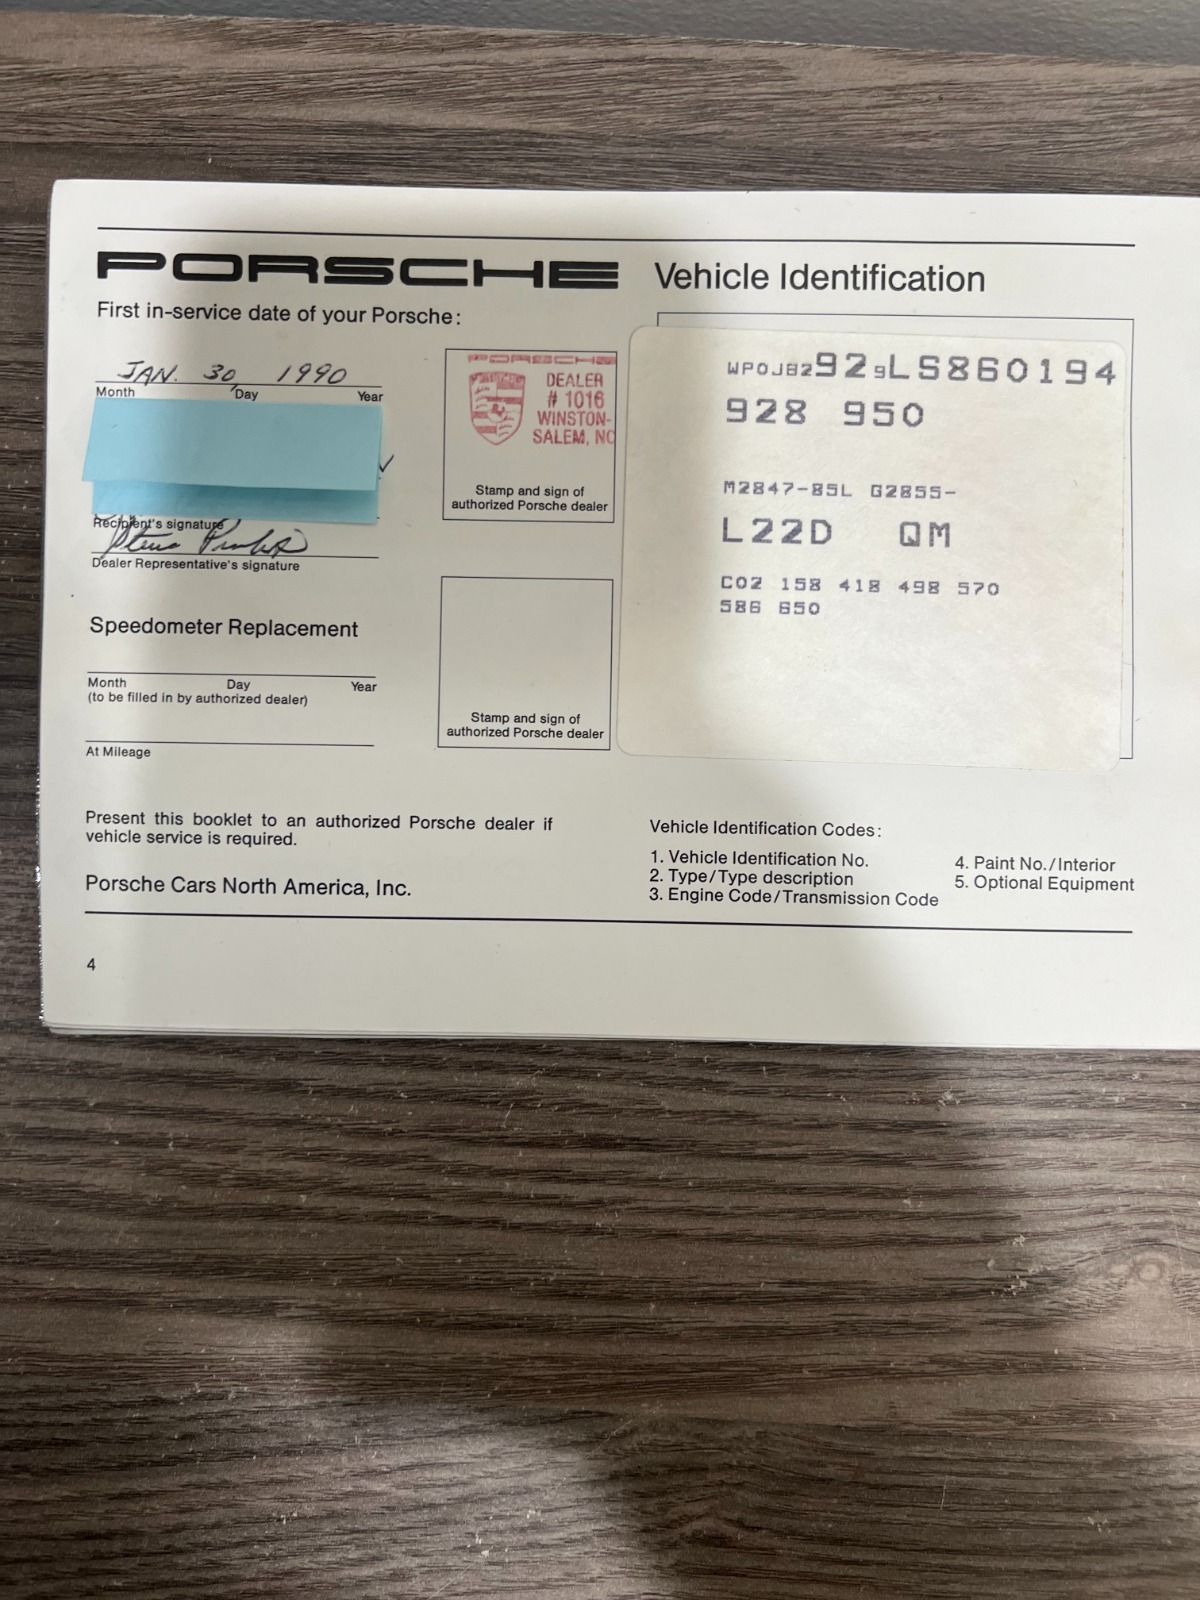 PORSCHE
First in-service date of your Porsche:
JAN. 30, 1990
Month Day Year
Recipient's signature
Dealer Representative's signature
PORSCHE
DEALER
# 1016
WINSTON-
SALEM, NC
Stamp and sign of
authorized Porsche dealer
Speedometer Replacement
Month Day Year
(to be filled in by authorized dealer)
At Mileage
Stamp and sign of
authorized Porsche dealer
Present this booklet to an authorized Porsche dealer if
vehicle service is required.
Porsche Cars North America, Inc.
4
Vehicle Identification
WP0JB2929LS860194
928 950
M2847-85L G2855-
L22D QM
C02 158 418 498 570
586 650
Vehicle Identification Codes:
1. Vehicle Identification No.
2. Type/Type description
3. Engine Code/Transmission Code
4. Paint No./Interior
5. Optional Equipment